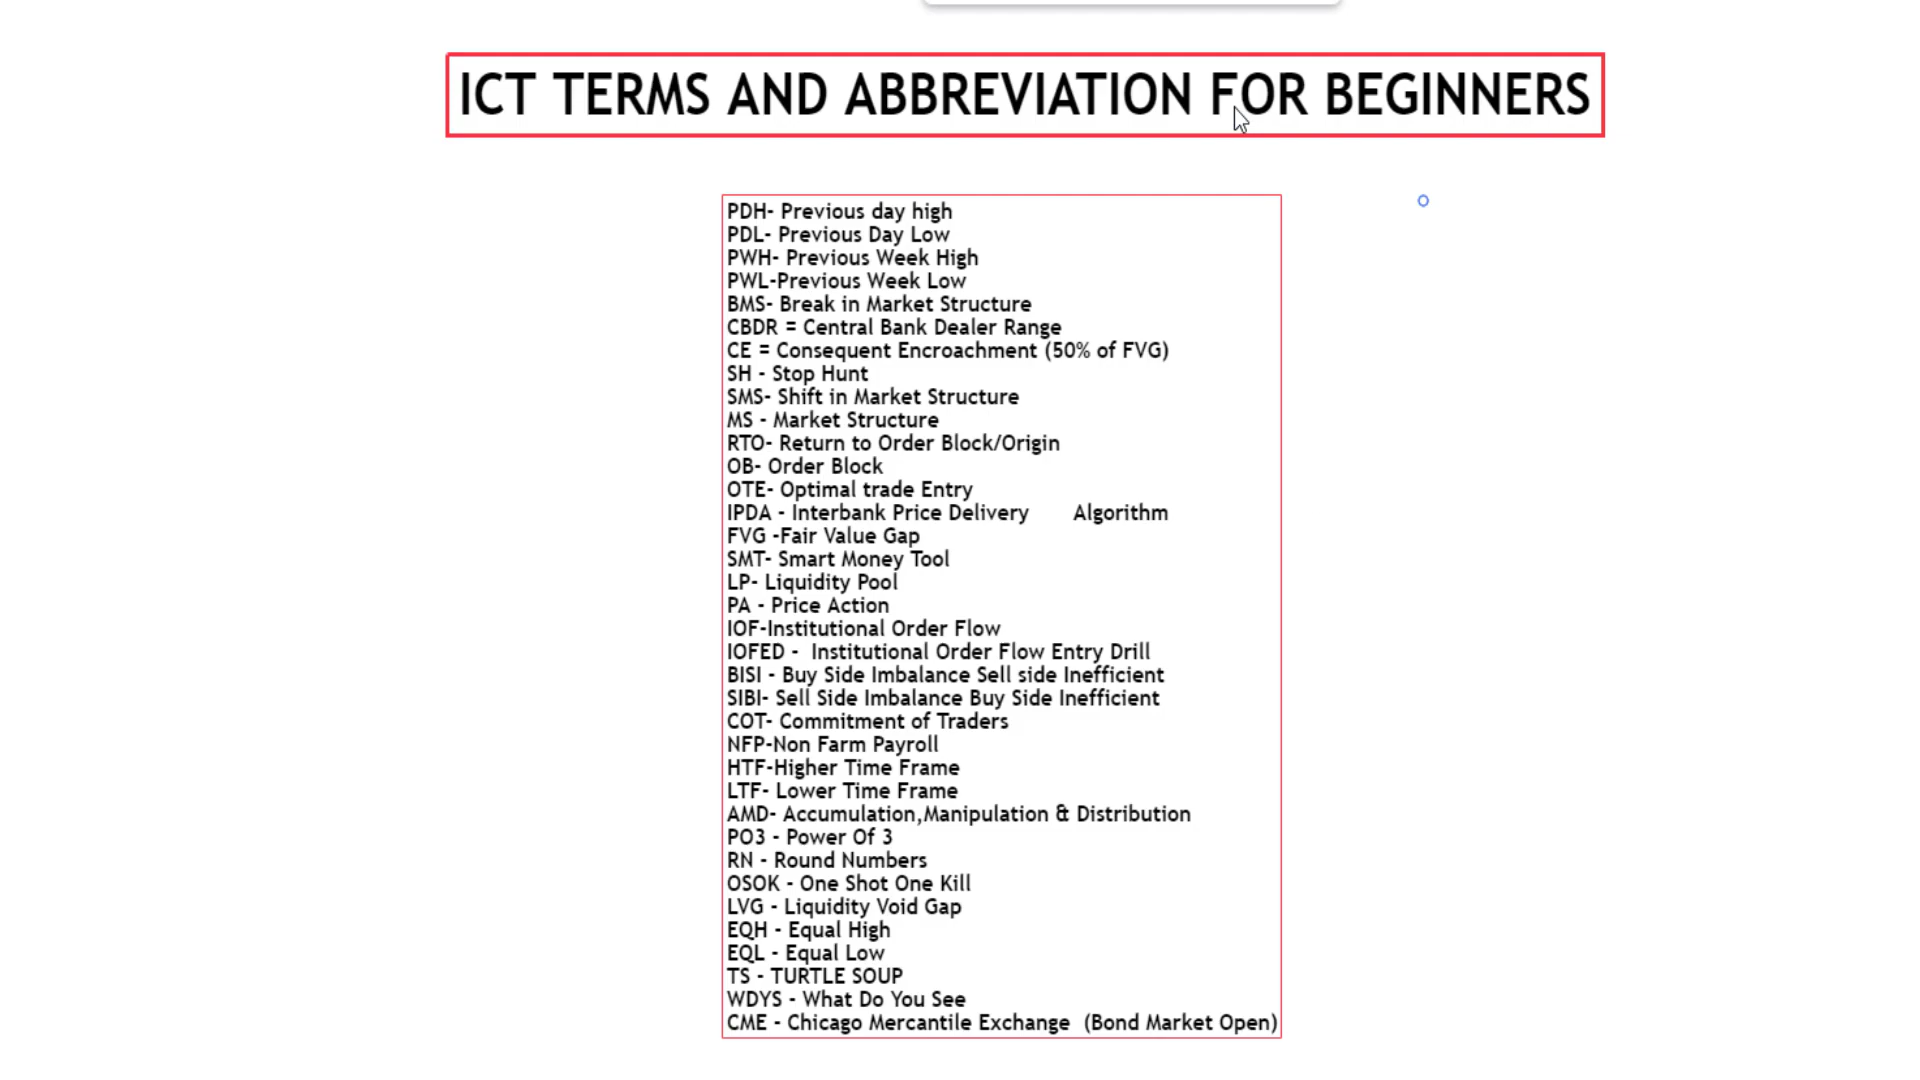 ICT TERMS AND ABBREVIATION FOR BEGINNERS
PDH- Previous day high
PDL- Previous Day Low
PWH- Previous Week High
PWL-Previous Week Low
BMS- Break in Market Structure
CBDR = Central Bank Dealer Range
CE = Consequent Encroachment (50% of FVG)
SH - Stop Hunt
SMS- Shift in Market Structure
MS - Market Structure
RTO- Return to Order Block/Origin
OB- Order Block
OTE- Optimal trade Entry
IPDA - Interbank Price Delivery Algorithm
FVG -Fair Value Gap
SMT- Smart Money Tool
LP- Liquidity Pool
PA - Price Action
IOF-Institutional Order Flow
IOFED - Institutional Order Flow Entry Drill
BISI - Buy Side Imbalance Sell side Inefficient
SIBI- Sell Side Imbalance Buy Side Inefficient
COT- Commitment of Traders
NFP-Non Farm Payroll
HTF-Higher Time Frame
LTF- Lower Time Frame
AMD- Accumulation,Manipulation & Distribution
PO3 - Power Of 3
RN - Round Numbers
OSOK - One Shot One Kill
LVG - Liquidity Void Gap
EQH - Equal High
EQL - Equal Low
TS - TURTLE SOUP
WDYS - What Do You See
CME - Chicago Mercantile Exchange (Bond Market Open)